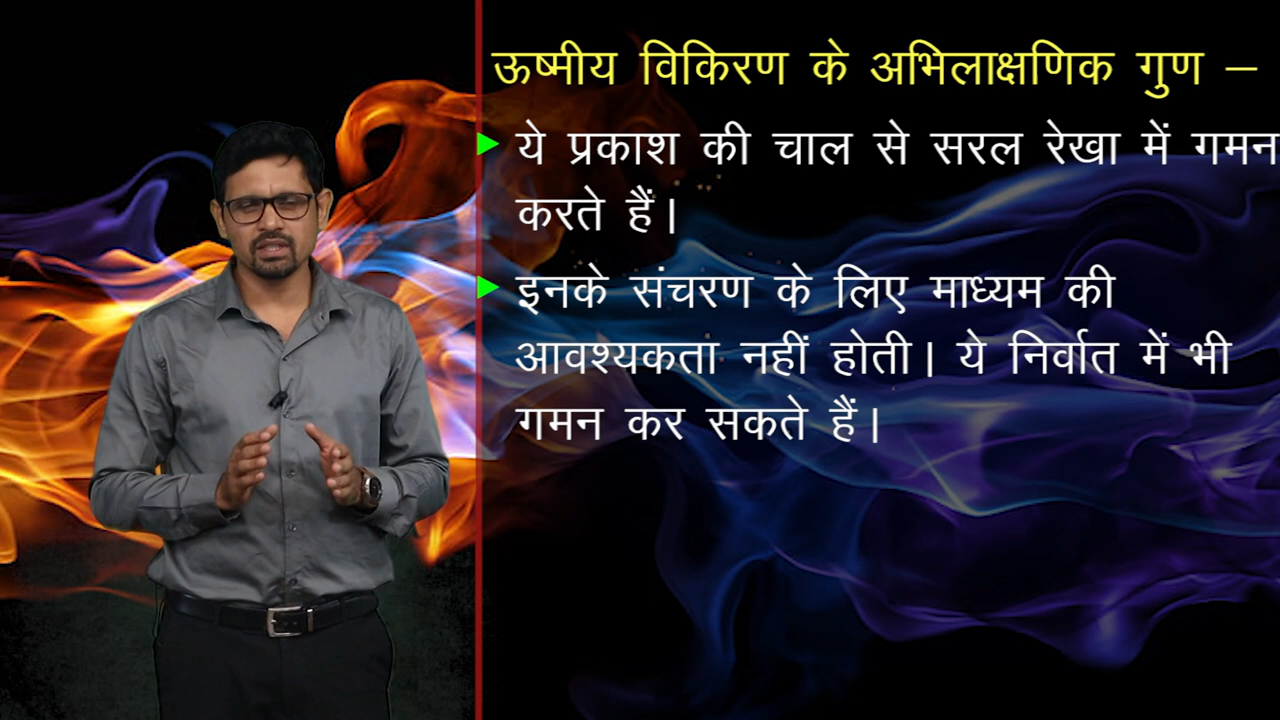 ऊष्मीय विकिरण के अभिलाक्षणिक गुण –
ये प्रकाश की चाल से सरल रेखा में गमन
करते हैं।
इनके संचरण के लिए माध्यम की
आवश्यकता नहीं होती। ये निर्वात में भी
गमन कर सकते हैं।